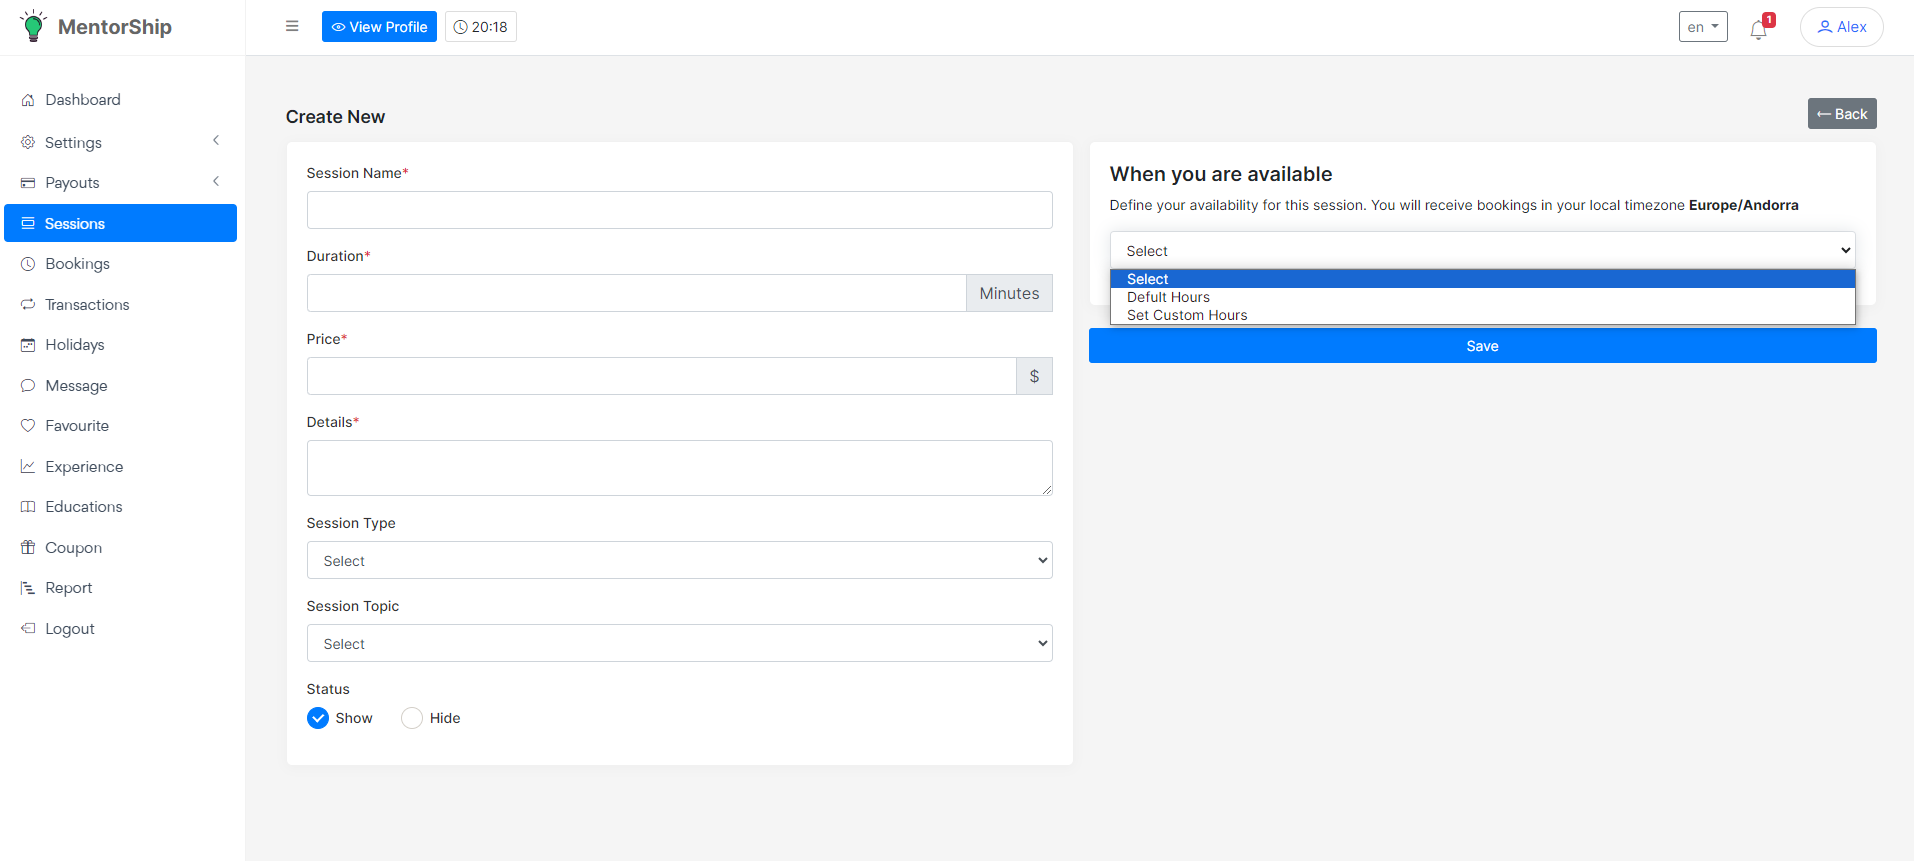 MentorShip
View Profile
20:18
en
1
Alex
Dashboard
Settings
Payouts
Sessions
Bookings
Transactions
Holidays
Message
Favourite
Experience
Educations
Coupon
Report
Logout
Create New
Back
Session Name*
Duration*
Minutes
Price*
$
Details*
Session Type
Select
Session Topic
Select
Status
Show
Hide
When you are available
Define your availability for this session. You will receive bookings in your local timezone Europe/Andorra
Select
Select
Defult Hours
Set Custom Hours
Save